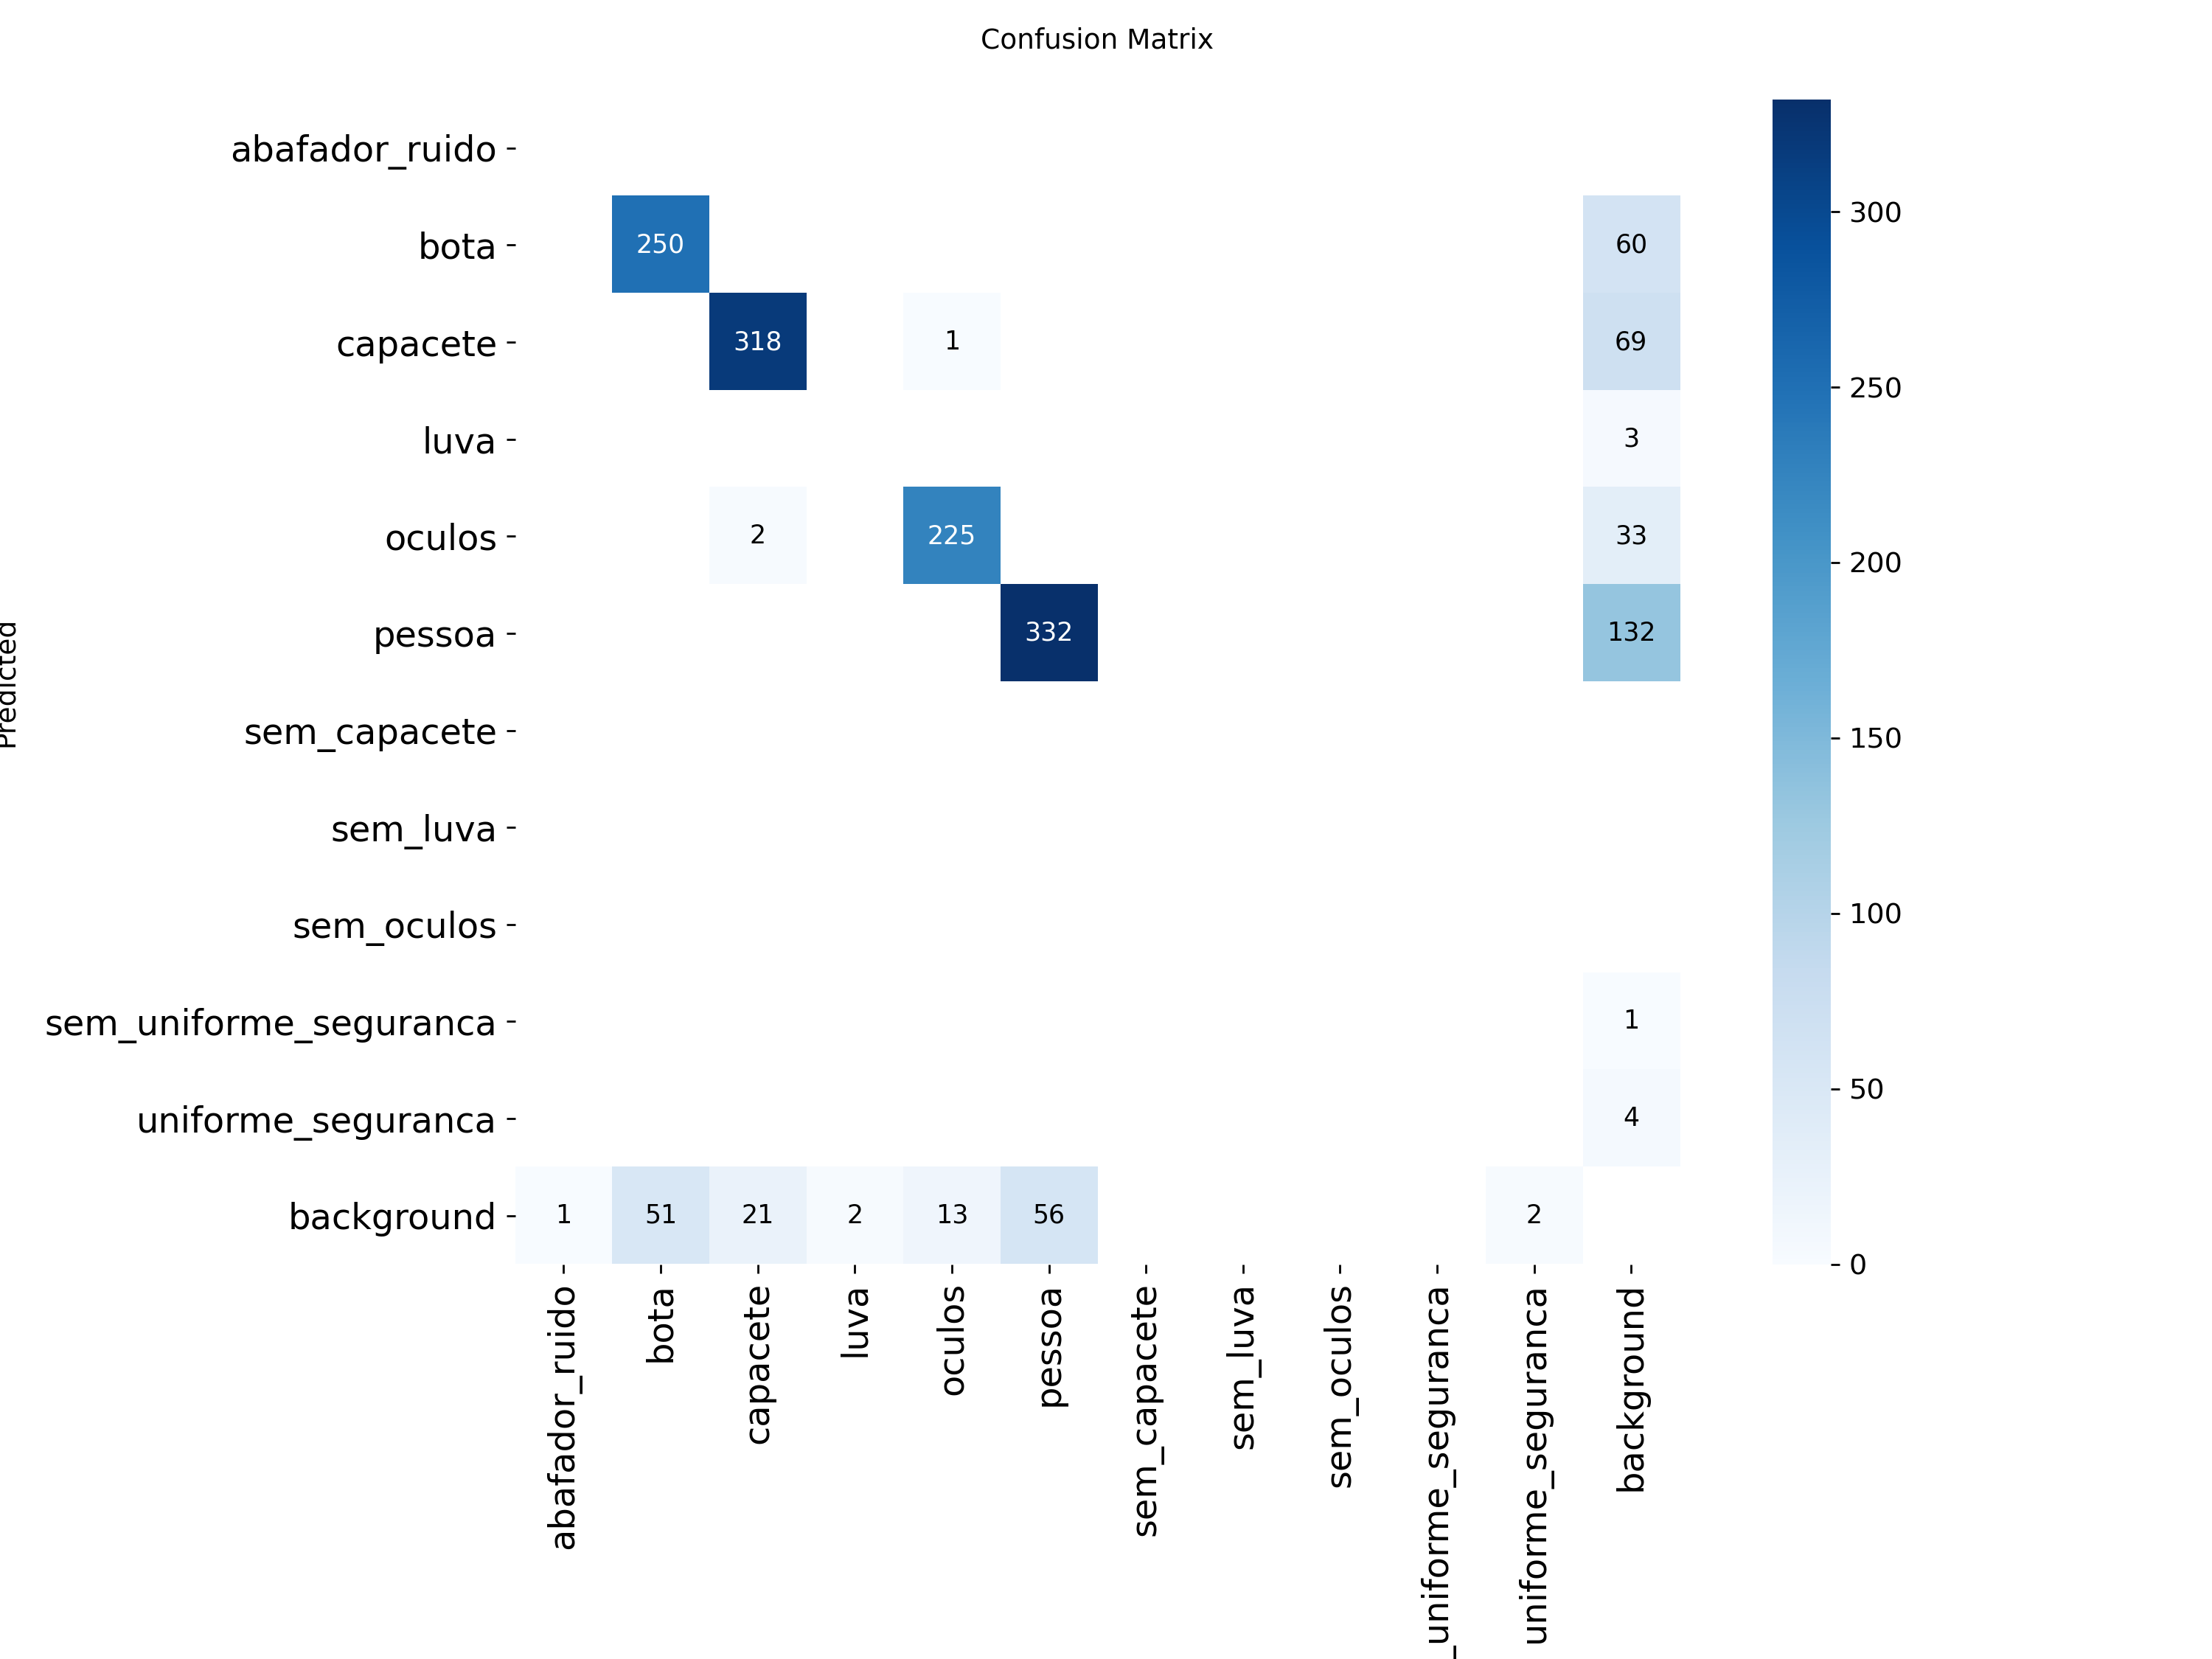 Confusion Matrix
abafador_ruido
bota 250 60
capacete 318 1 69
luva 3
oculos 2 225 33
pessoa 332 132
sem_capacete
sem_luva
sem_oculos
sem_uniforme_seguranca 1
uniforme_seguranca 4
background 1 51 21 2 13 56 2
Predicted
abafador_ruido
bota
capacete
luva
oculos
pessoa
sem_capacete
sem_luva
sem_oculos
_uniforme_seguranca
uniforme_seguranca
background
300
250
200
150
100
50
0